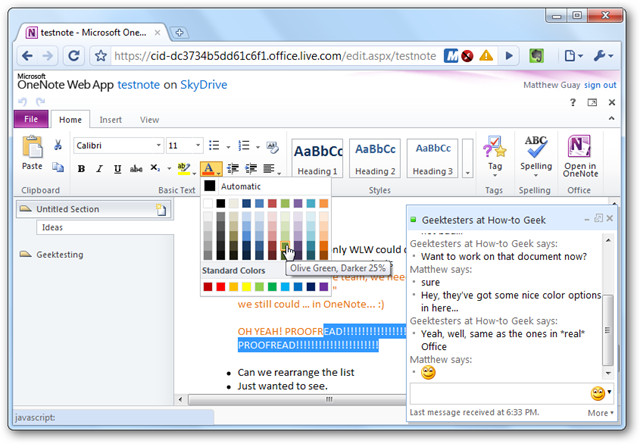 testnote - Microsoft One...
https://cid-dc3734b5dd61c6f1.office.live.com/edit.aspx/testnote
Microsoft
OneNote Web App testnote on SkyDrive
Matthew Guay sign out
File Home Insert View
Paste
Calibri 11
B I U abc
AaBbCc AaBbCc AaBbCc
Heading 1 Heading 2 Heading 3
Tag
ABC
Spelling
Open in
OneNote
Clipboard Basic Text Styles Tags Spelling Office
Automatic
Standard Colors
Olive Green, Darker 25%
Untitled Section
Ideas
Geektesting
only WLW could
e team, we
we still could ... in OneNote... :)
OH YEAH! PROOFREAD!!!!!!!!!!!!!!!!!!!
PROOFREAD!!!!!!!!!!!!!!!!!!!!!!!!!!!!
Can we rearrange the list
Just wanted to see.
Geektesters at How-to Geek
Geektesters at How-to Geek says:
Want to work on that document now?
Matthew says:
sure
Hey, they've got some nice color options
in here...
Geektesters at How-to Geek says:
Yeah, well, same as the ones in *real*
Office
Matthew says:
Last message received at 6:33 PM.
More
javascript: